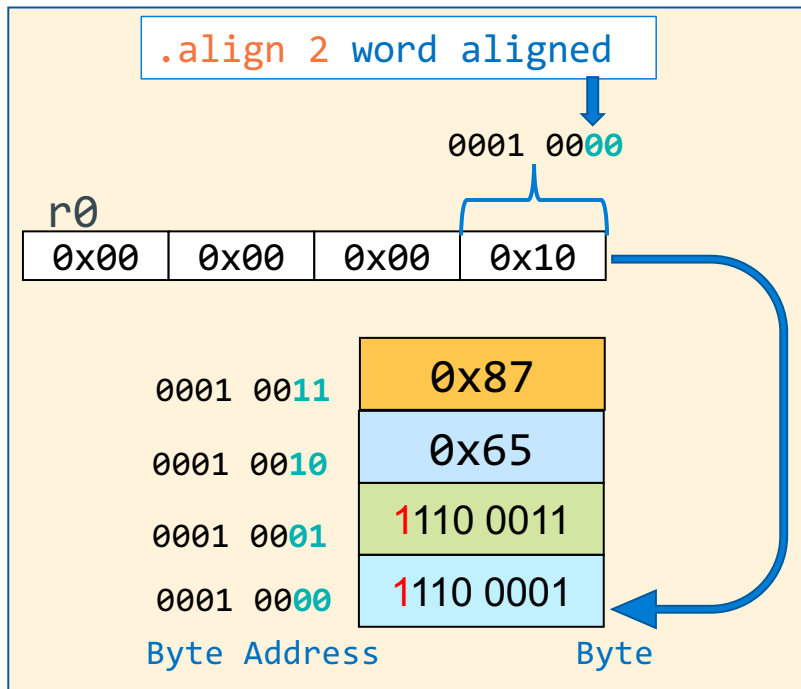 .align 2 word aligned
0001 0000
r0
0x00 0x00 0x00 0x10
0001 0011 0x87
0001 0010 0x65
0001 0001 1110 0011
0001 0000 1110 0001
Byte Address Byte